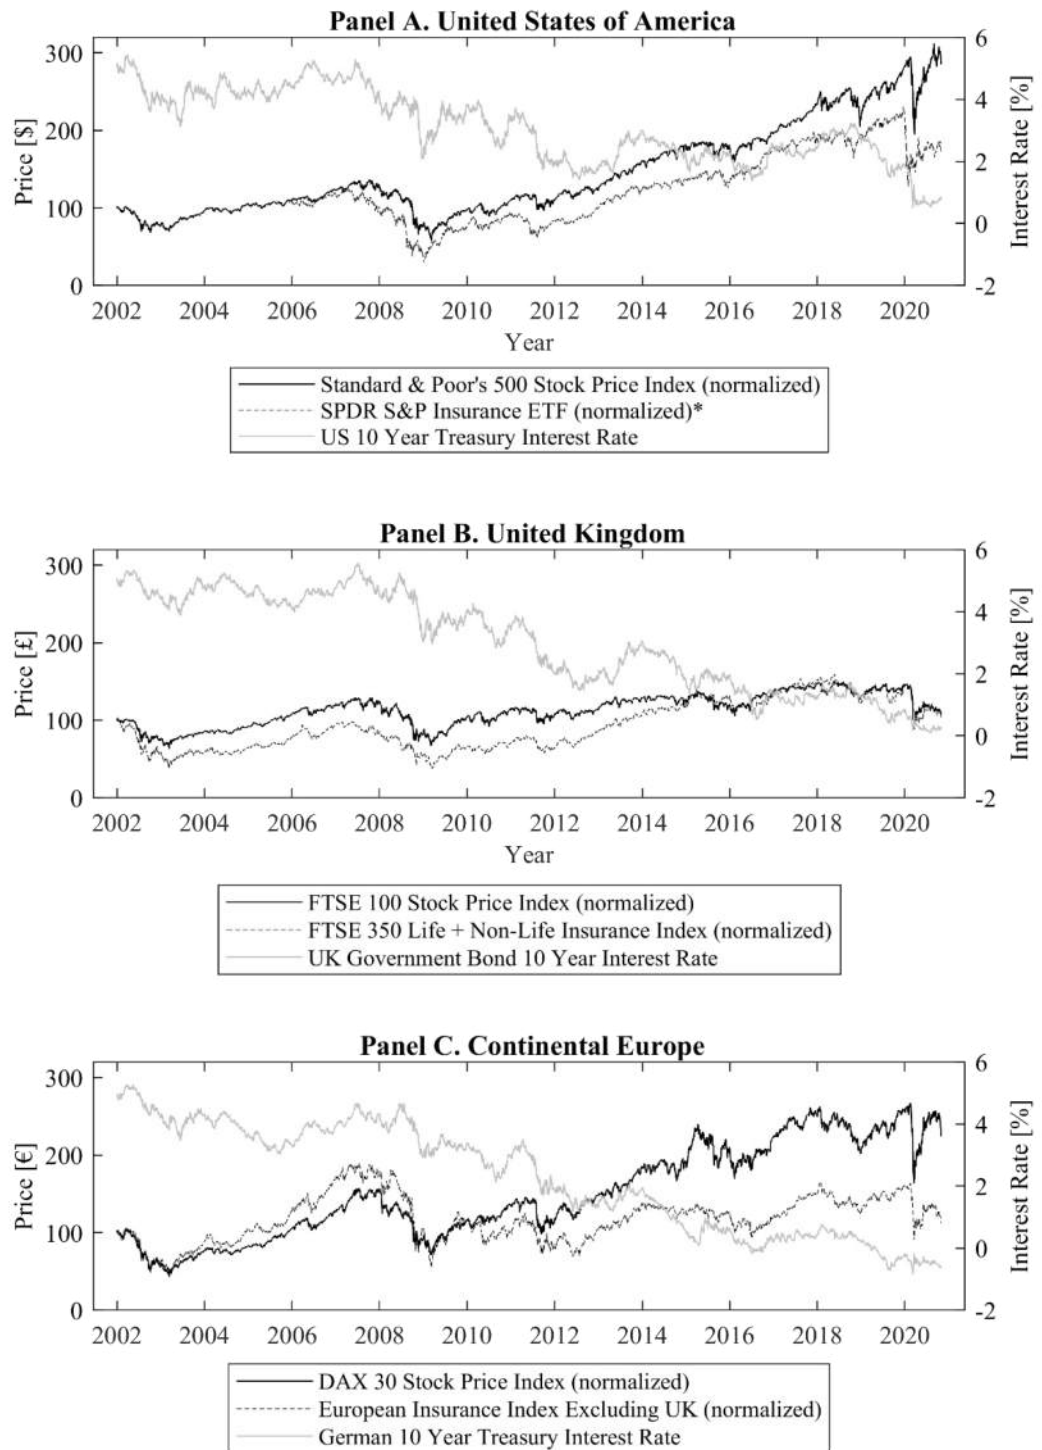 Panel A. United States of America
300
200
100
0
6
4
2
0
-2
Price [$]
Interest Rate [%]
2002 2004 2006 2008 2010 2012 2014 2016 2018 2020
Year
Standard & Poor's 500 Stock Price Index (normalized)
SPDR S&P Insurance ETF (normalized)*
US 10 Year Treasury Interest Rate
Panel B. United Kingdom
300
200
100
0
6
4
2
0
-2
Price [£]
Interest Rate [%]
2002 2004 2006 2008 2010 2012 2014 2016 2018 2020
Year
FTSE 100 Stock Price Index (normalized)
FTSE 350 Life + Non-Life Insurance Index (normalized)
UK Government Bond 10 Year Interest Rate
Panel C. Continental Europe
300
200
100
0
6
4
2
0
-2
Price [€]
Interest Rate [%]
2002 2004 2006 2008 2010 2012 2014 2016 2018 2020
DAX 30 Stock Price Index (normalized)
European Insurance Index Excluding UK (normalized)
German 10 Year Treasury Interest Rate